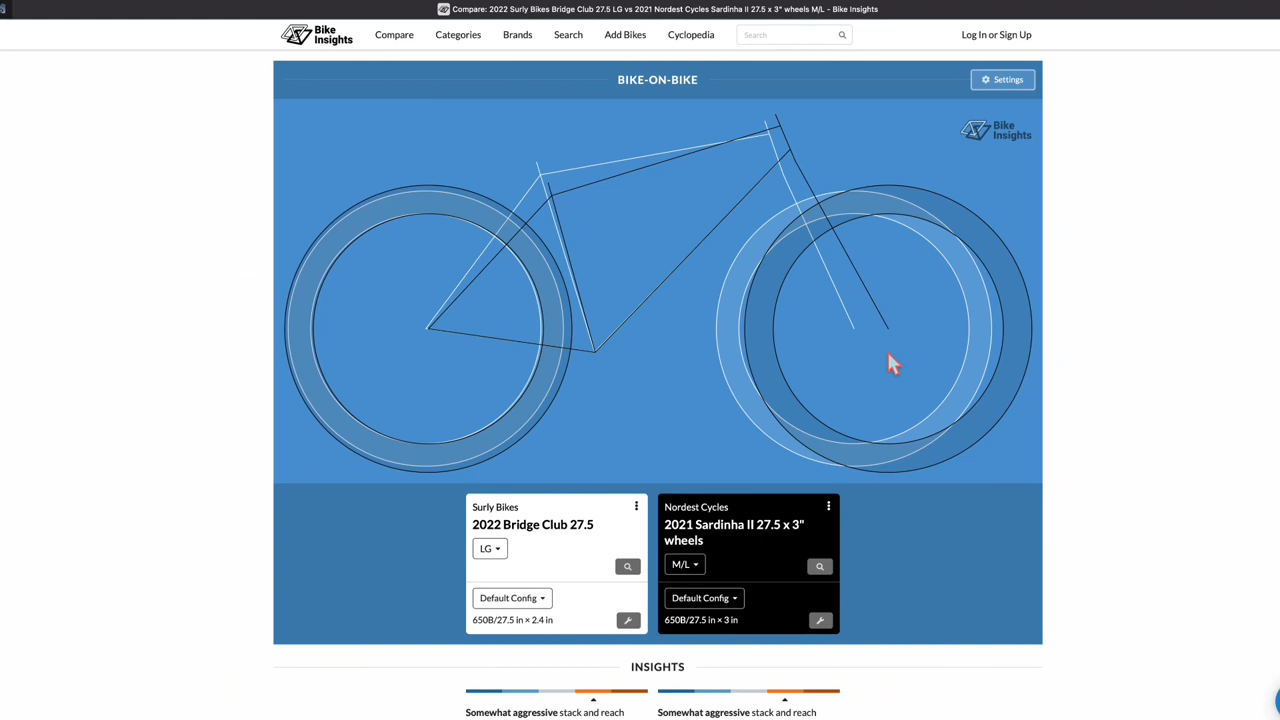 Compare: 2022 Surly Bikes Bridge Club 27.5 LG vs 2021 Nordest Cycles Sardinha II 27.5 x 3" wheels M/L - Bike Insights
Bike Insights
Compare
Categories
Brands
Search
Add Bikes
Cyclopedia
Search
Log In or Sign Up
BIKE-ON-BIKE
Settings
Bike Insights
Surly Bikes
2022 Bridge Club 27.5
LG
Default Config
650B/27.5 in × 2.4 in
Nordest Cycles
2021 Sardinha II 27.5 x 3"
wheels
M/L
Default Config
650B/27.5 in × 3 in
INSIGHTS
Somewhat aggressive stack and reach
Somewhat aggressive stack and reach